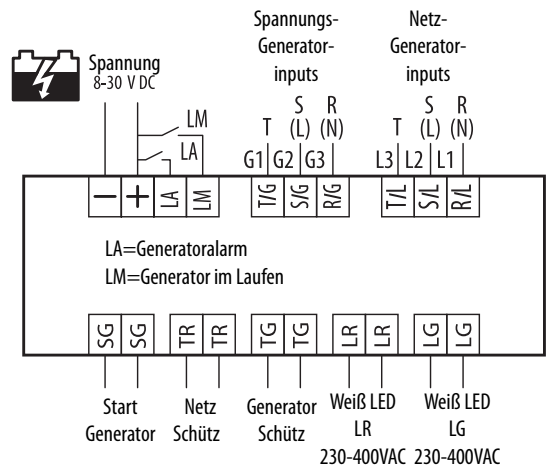 Spannungs-
Generator-
inputs
Netz-
Generator-
inputs
Spannung
8-30 V DC
S R
T (L) (N)
S R
T (L) (N)
LM
LA
G1 G2 G3
L3 L2 L1
− + LA LM T/G S/G R/G T/L S/L R/L
LA=Generatoralarm
LM=Generator im Laufen
SG SG TR TR TG TG LR LR LG LG
Start
Generator
Netz
Schütz
Generator
Schütz
Weiß LED
LR
230-400VAC
Weiß LED
LG
230-400VAC